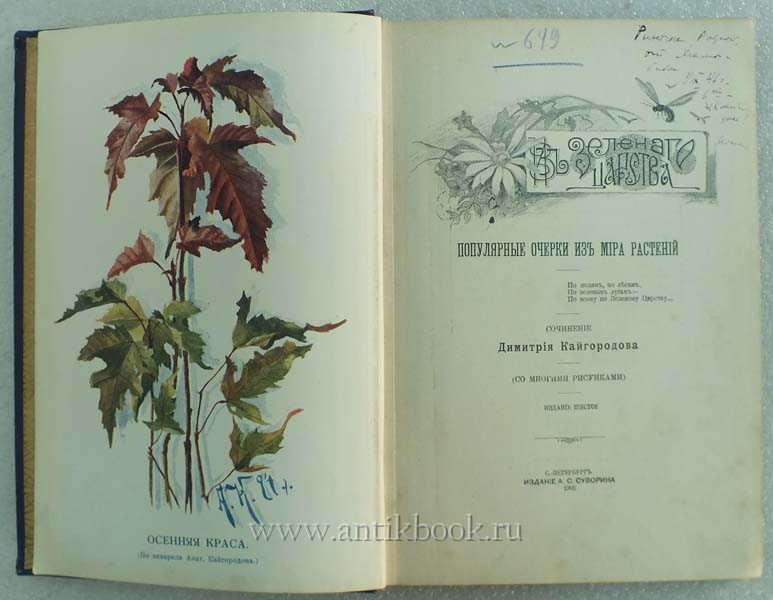 ОСЕННЯЯ КРАСА.
(По акварели Анат. Кайгородова.)
№ 649
Изъ Зеленаго
Царства
ПОПУЛЯРНЫЕ ОЧЕРКИ ИЗЪ МІРА РАСТЕНІЙ
По полямъ, по лѣсамъ,
По зеленымъ лугамъ—
По всему по Зеленому Царству...
СОЧИНЕНІЕ
Димитрія Кайгородова
(СО МНОГИМИ РИСУНКАМИ)
ИЗДАНІЕ ШЕСТОЕ
С.-ПЕТЕРБУРГЪ
ИЗДАНІЕ А. С. СУВОРИНА
www.antikbook.ru